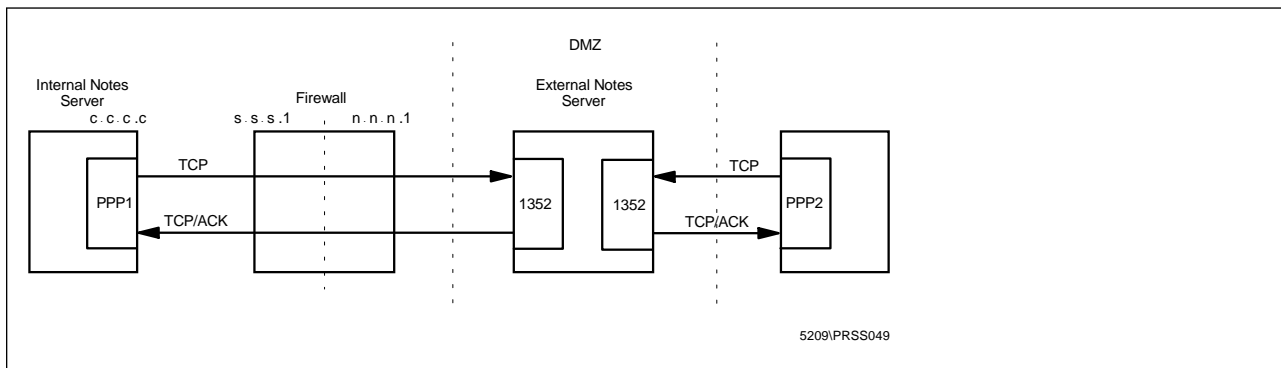 DMZ
Internal Notes
Server
Firewall
External Notes
Server
c.c.c.c
s.s.s.1
n.n.n.1
TCP
TCP
PPP1
1352
1352
PPP2
TCP/ACK
TCP/ACK
5209\PRSS049